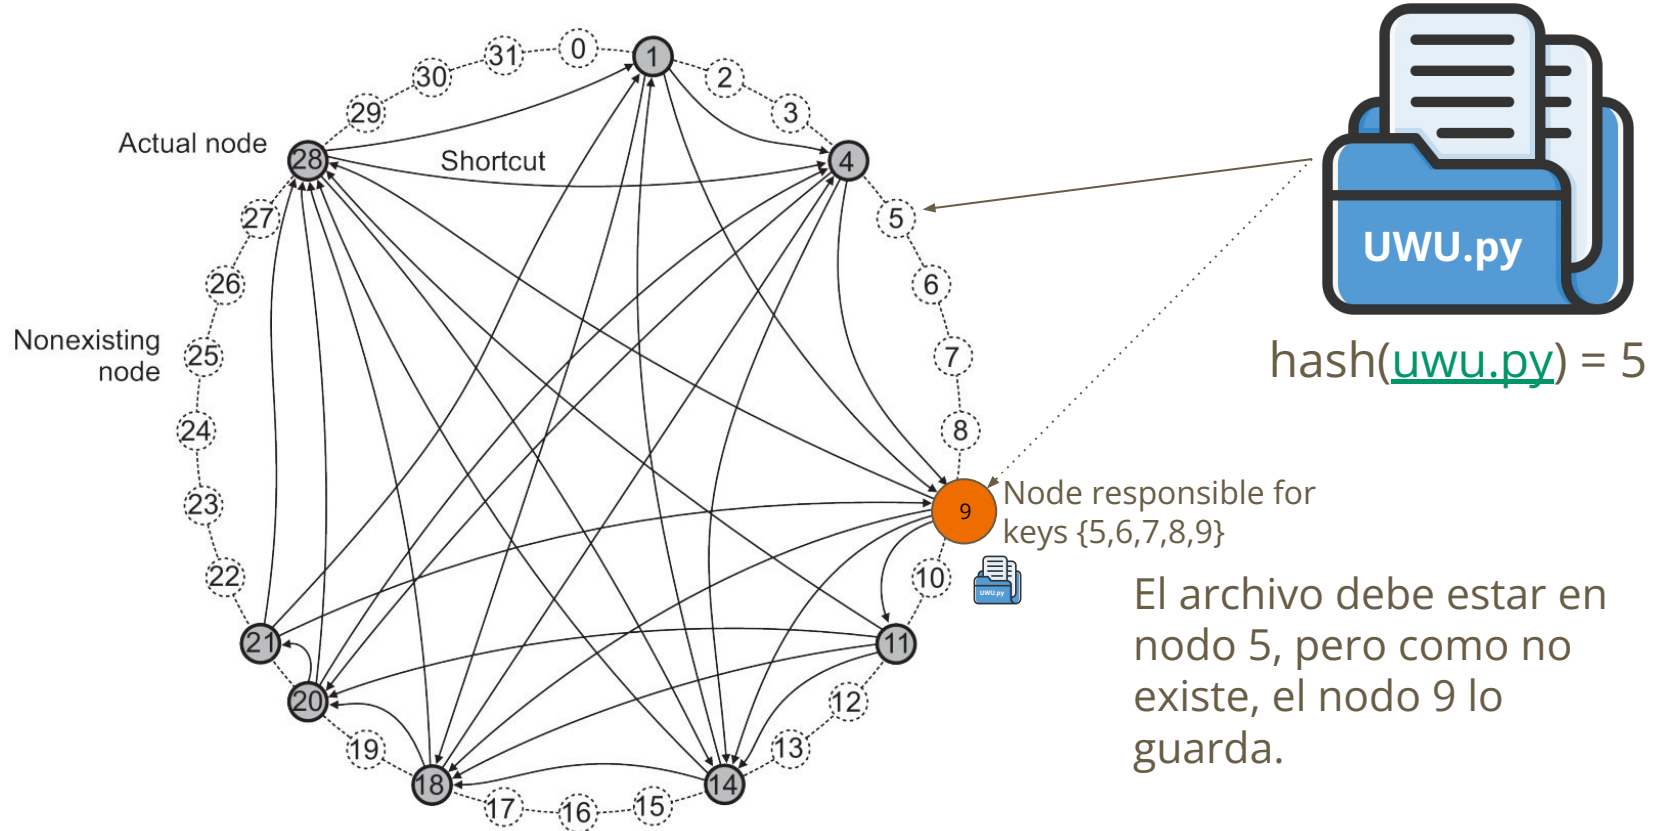 0
1
2
3
4
5
6
7
8
9
10
11
12
13
14
15
16
17
18
19
20
21
22
23
24
25
26
27
28
29
30
31
Actual node
Shortcut
Nonexisting
node
UWU.py
hash(uwu.py) = 5
Node responsible for
keys {5,6,7,8,9}
UWU.py
El archivo debe estar en
nodo 5, pero como no
existe, el nodo 9 lo
guarda.